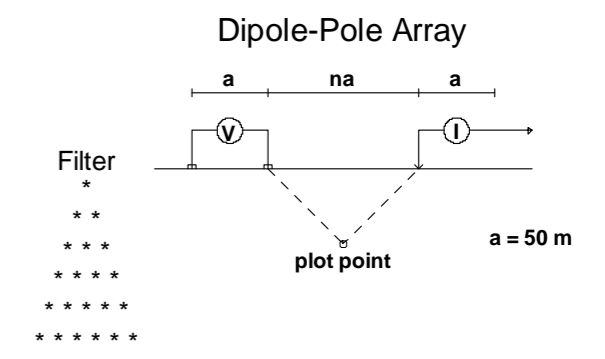 Dipole-Pole Array
a na a
V I
Filter
*
* *
* * *
a = 50 m
plot point
* * * *
* * * * *
* * * * * *